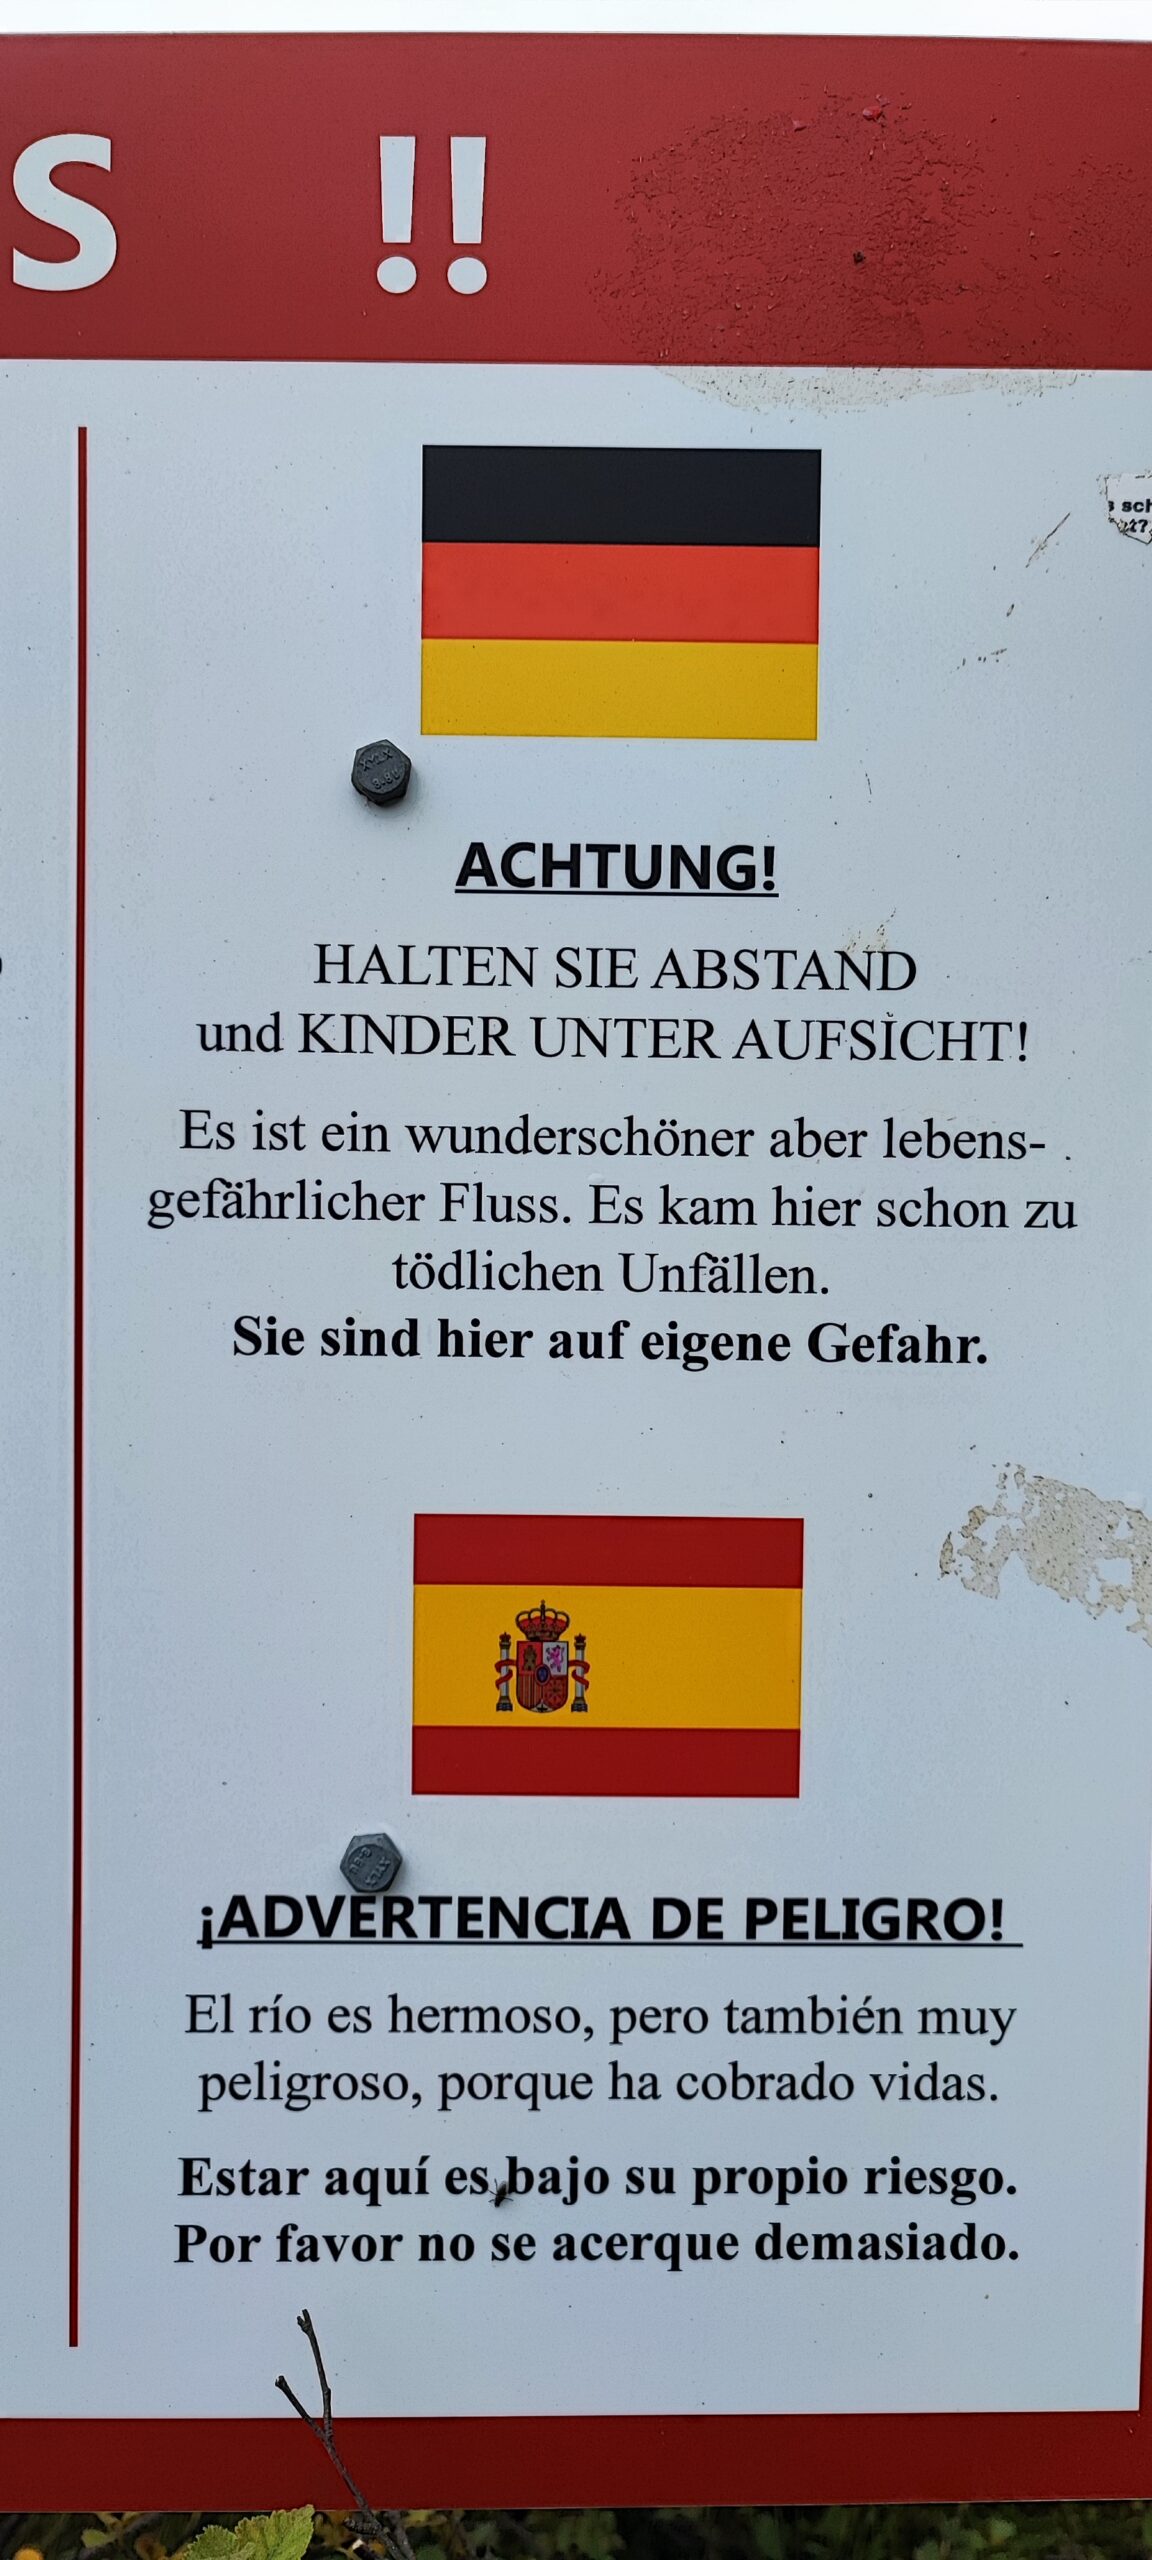 S !!
ACHTUNG!
HALTEN SIE ABSTAND
und KINDER UNTER AUFSICHT!
Es ist ein wunderschöner aber lebens-
gefährlicher Fluss. Es kam hier schon zu
tödlichen Unfällen.
Sie sind hier auf eigene Gefahr.
¡ADVERTENCIA DE PELIGRO!
El río es hermoso, pero también muy
peligroso, porque ha cobrado vidas.
Estar aquí es bajo su propio riesgo.
Por favor no se acerque demasiado.